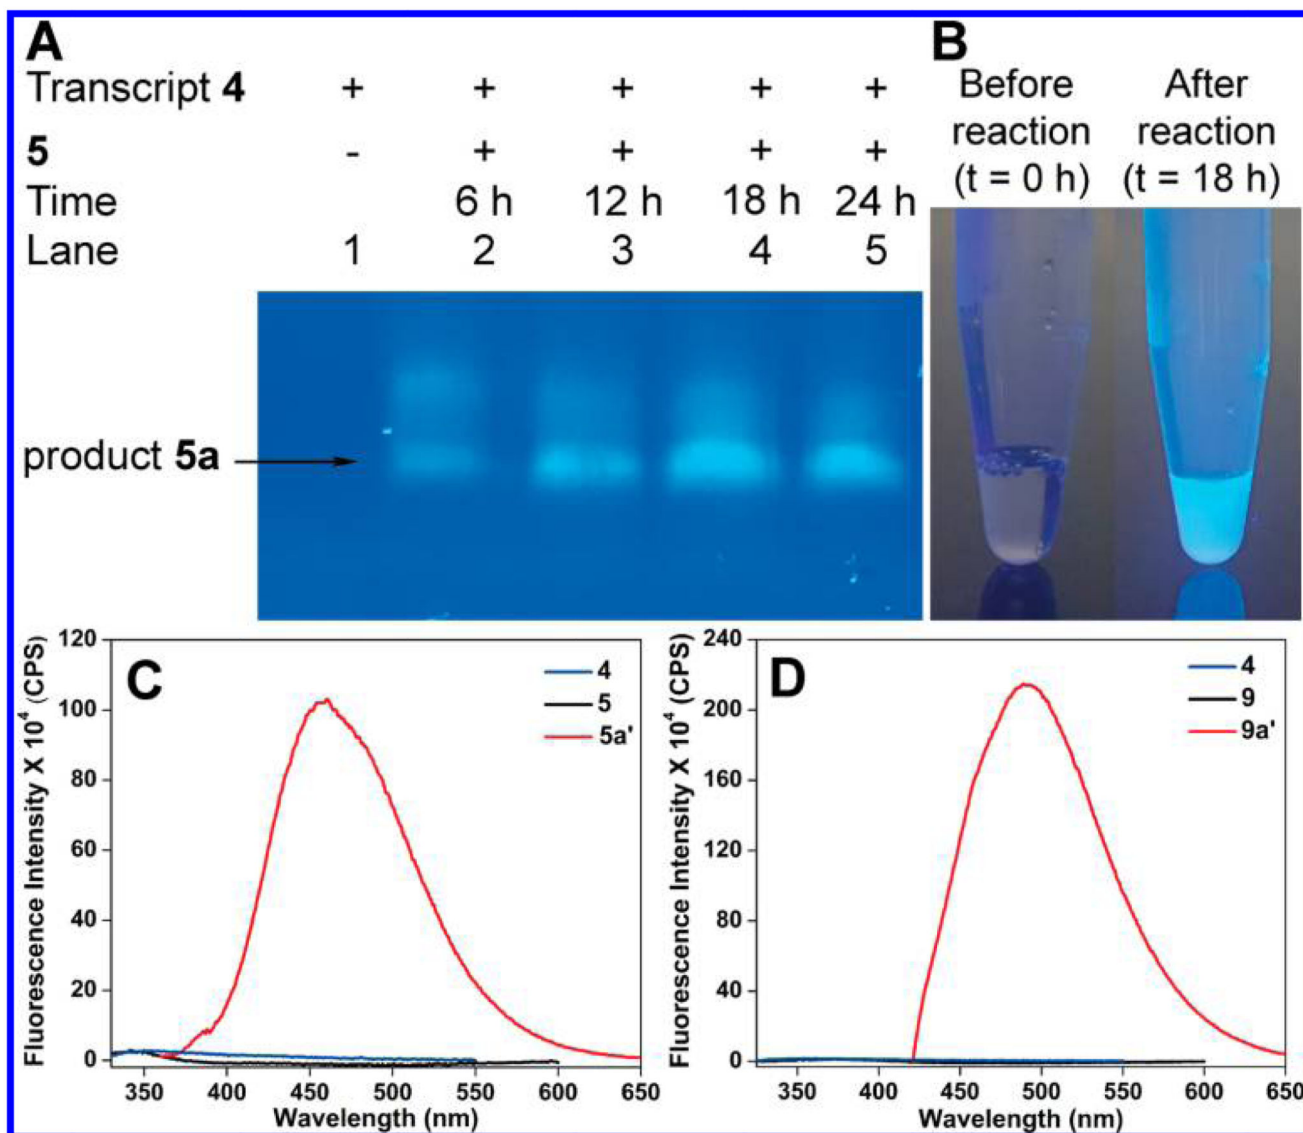 A
Transcript 4 + + + + +
5 - + + + +
Time 6 h 12 h 18 h 24 h
Lane 1 2 3 4 5
product 5a
B
Before reaction (t = 0 h)
After reaction (t = 18 h)
C
Fluorescence Intensity X 10⁴ (CPS)
120
100
80
60
40
20
0
4
5
5a'
350 400 450 500 550 600 650
Wavelength (nm)
D
Fluorescence Intensity X 10⁴ (CPS)
240
200
160
120
80
40
0
4
9
9a'
350 400 450 500 550 600 650
Wavelength (nm)